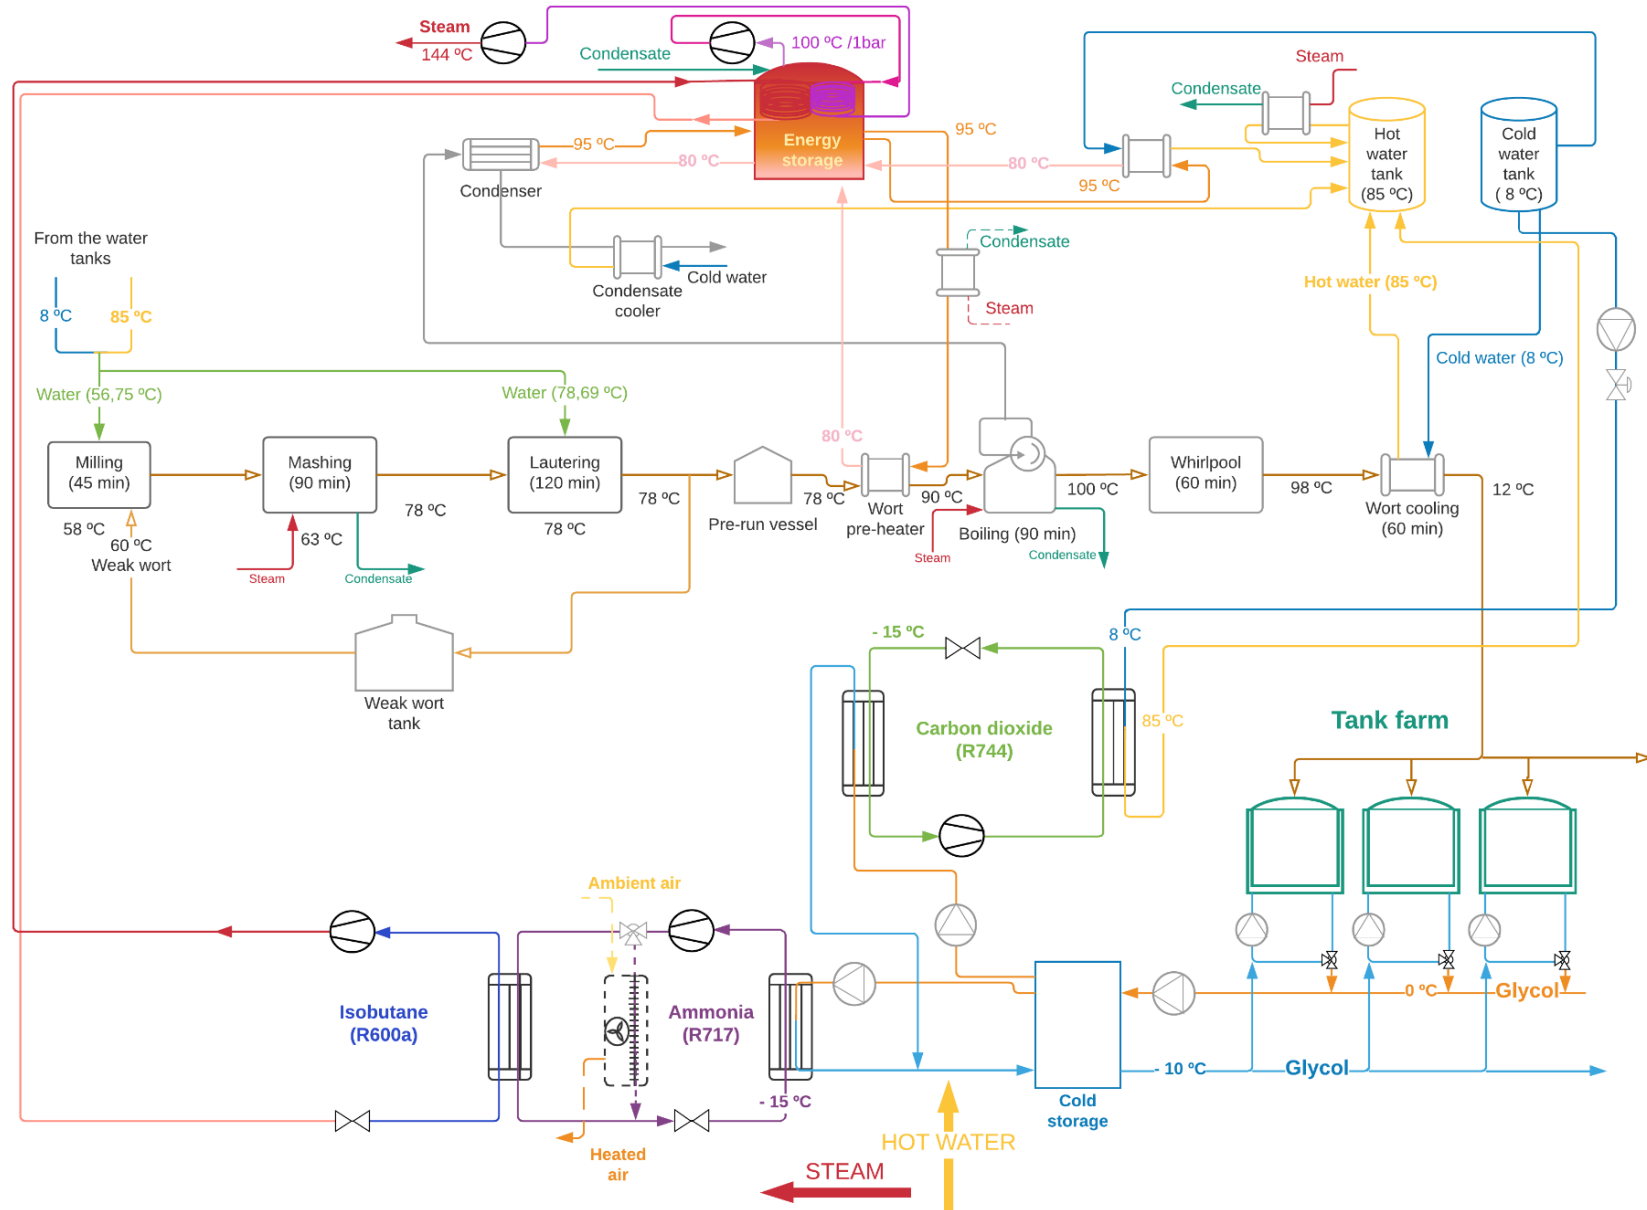 Steam
144 ºC
Condensate
100 ºC /1bar
Steam
Condensate
Energy
storage
95 ºC
80 ºC
Condenser
95 ºC
80 ºC
95 ºC
Hot
water
tank
(85 ºC)
Cold
water
tank
( 8 ºC)
From the water
tanks
8 ºC
85 ºC
Condensate
cooler
Cold water
Condensate
Steam
Hot water (85 ºC)
Cold water (8 ºC)
Water (56,75 ºC)
Water (78,69 ºC)
80 ºC
Milling
(45 min)
Mashing
(90 min)
Lautering
(120 min)
Whirlpool
(60 min)
58 ºC
60 ºC
Weak wort
63 ºC
78 ºC
78 ºC
78 ºC
Pre-run vessel
78 ºC
Wort
pre-heater
90 ºC
Boiling (90 min)
100 ºC
98 ºC
Wort cooling
(60 min)
12 ºC
Steam
Condensate
Steam
Condensate
Weak wort
tank
- 15 ºC
8 ºC
Carbon dioxide
(R744)
85 ºC
Tank farm
Ambient air
Isobutane
(R600a)
Ammonia
(R717)
- 15 ºC
Heated
air
0 ºC
Glycol
- 10 ºC
Glycol
Cold
storage
HOT WATER
STEAM